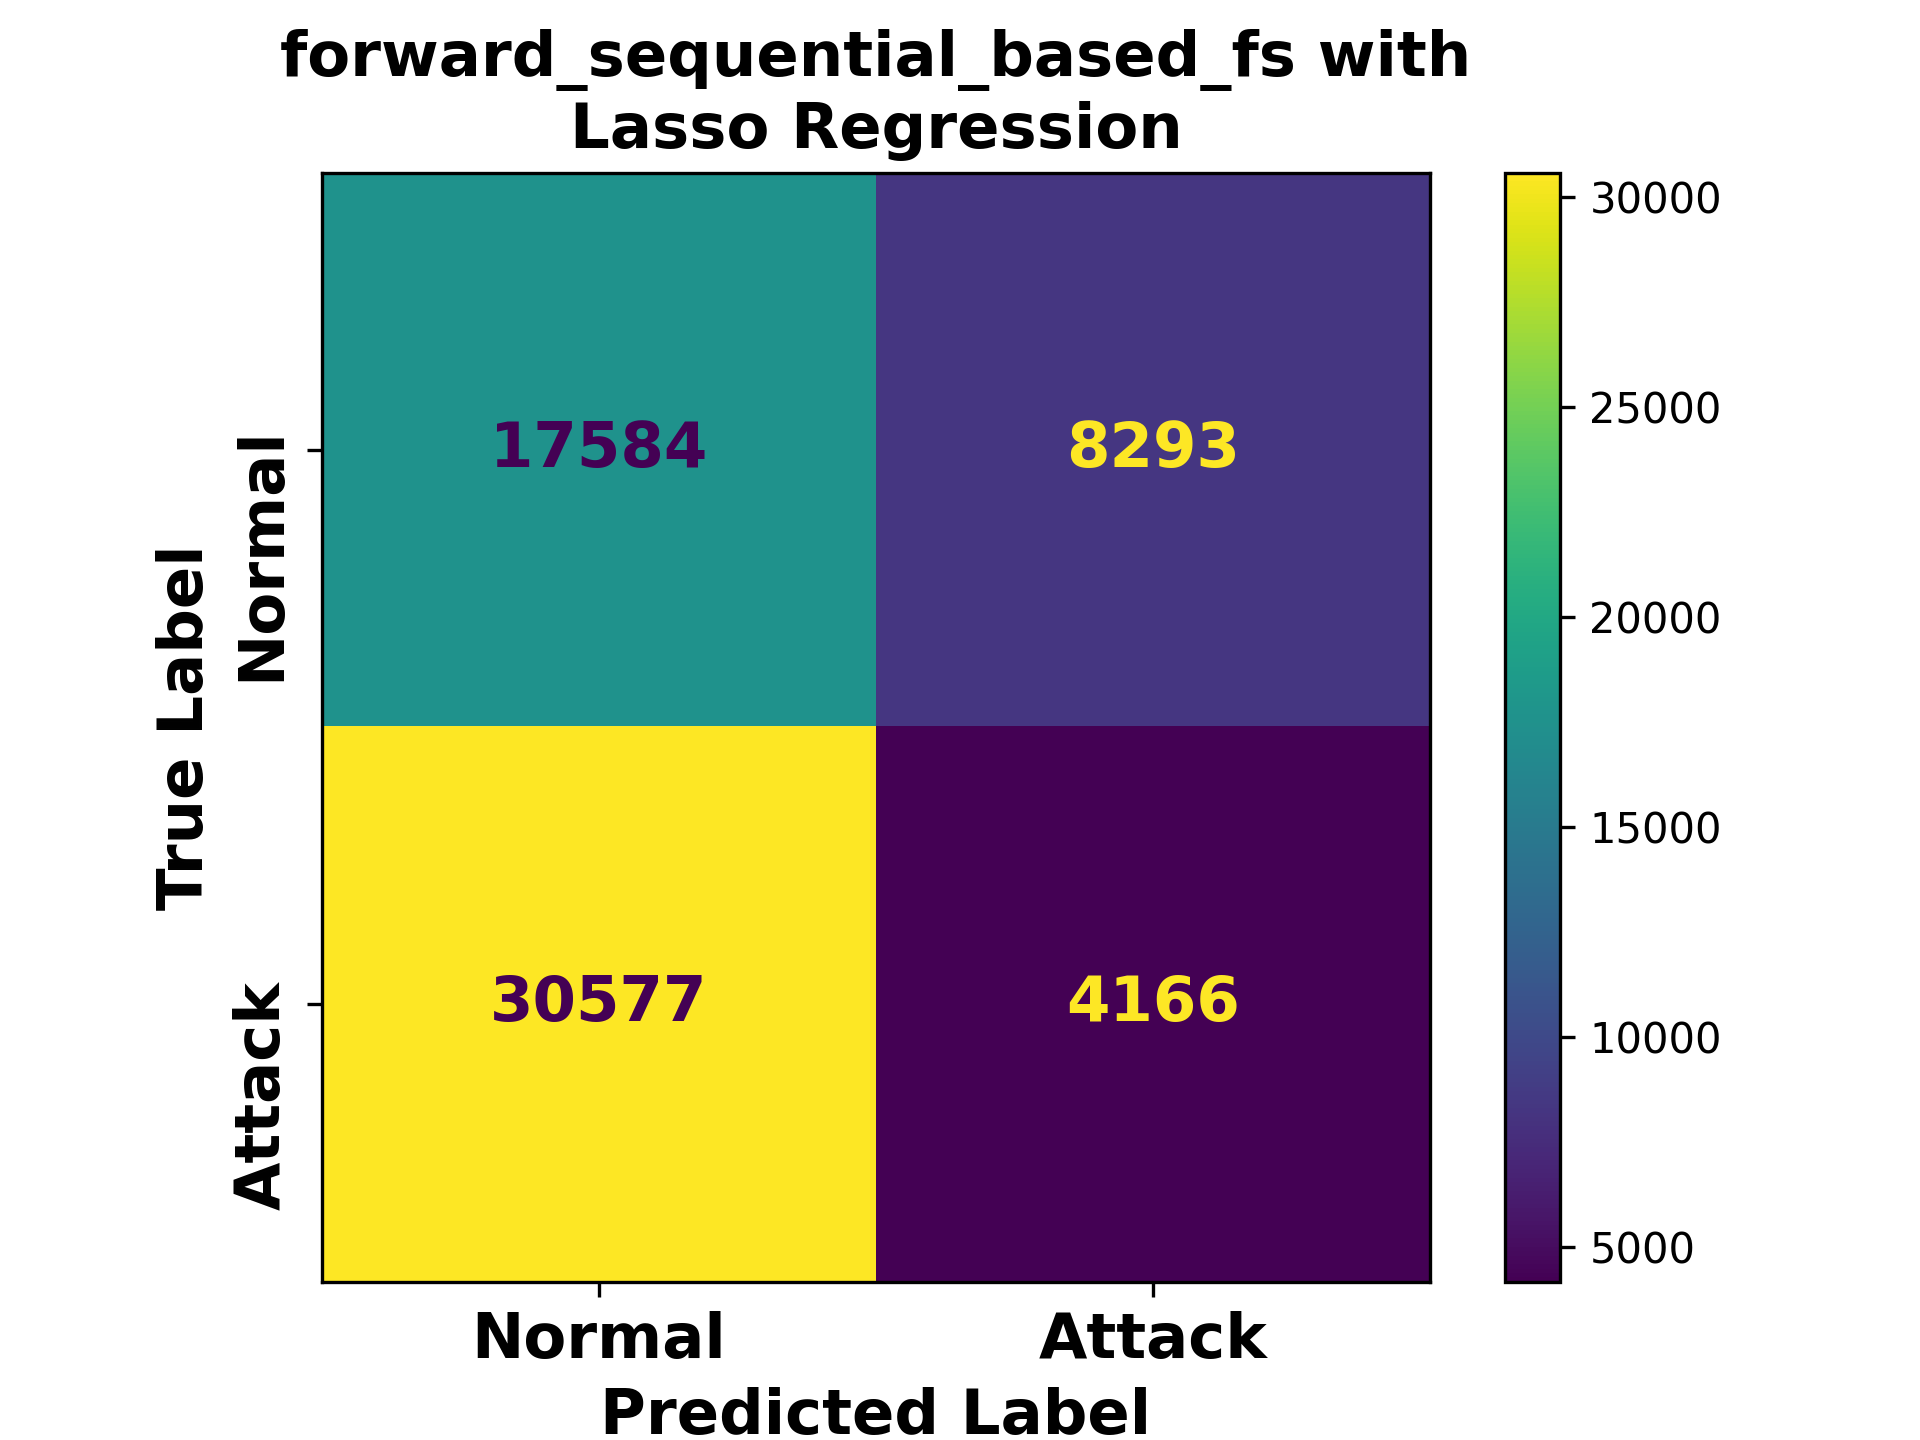 forward_sequential_based_fs with
Lasso Regression
True Label
Normal
Attack
17584
8293
30577
4166
Normal
Attack
Predicted Label
30000
25000
20000
15000
10000
5000